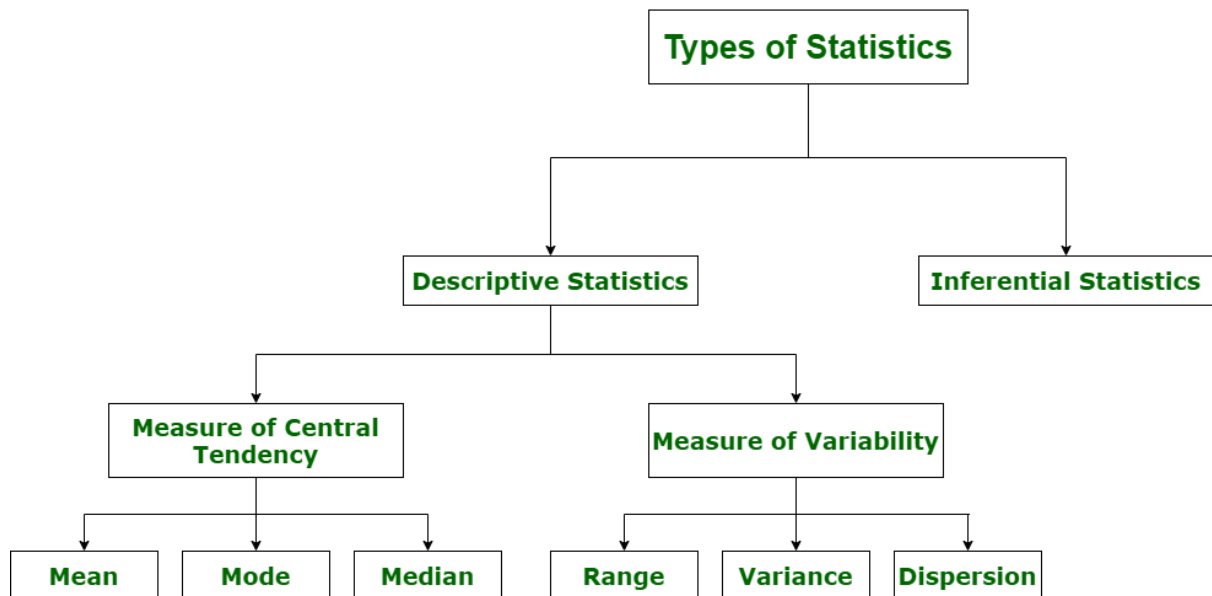 Types of Statistics
Descriptive Statistics
Inferential Statistics
Measure of Central
Tendency
Measure of Variability
Mean
Mode
Median
Range
Variance
Dispersion